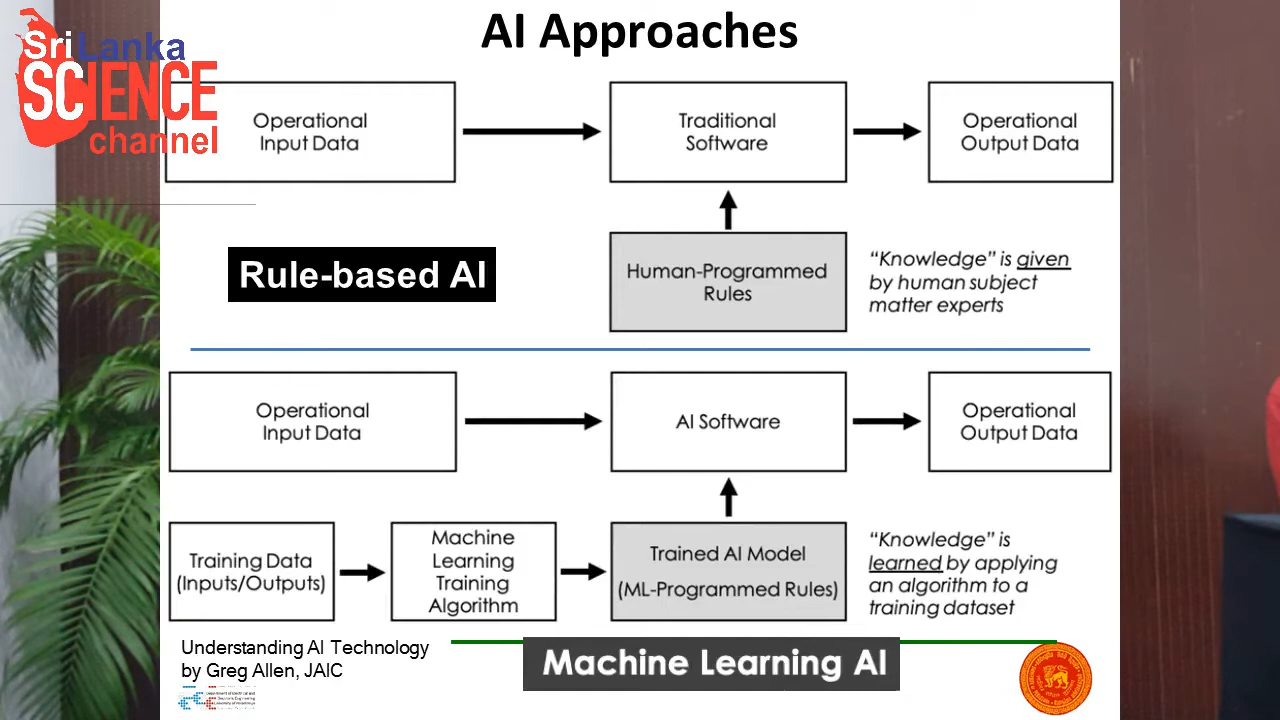 AI Approaches
Sri Lanka
SCIENCE
channel
Operational
Input Data
Traditional
Software
Operational
Output Data
Rule-based AI
Human-Programmed
Rules
“Knowledge” is given
by human subject
matter experts
Operational
Input Data
AI Software
Operational
Output Data
Training Data
(Inputs/Outputs)
Machine
Learning
Training
Algorithm
Trained AI Model
(ML-Programmed Rules)
“Knowledge” is
learned by applying
an algorithm to a
training dataset
Understanding AI Technology
by Greg Allen, JAIC
Machine Learning AI